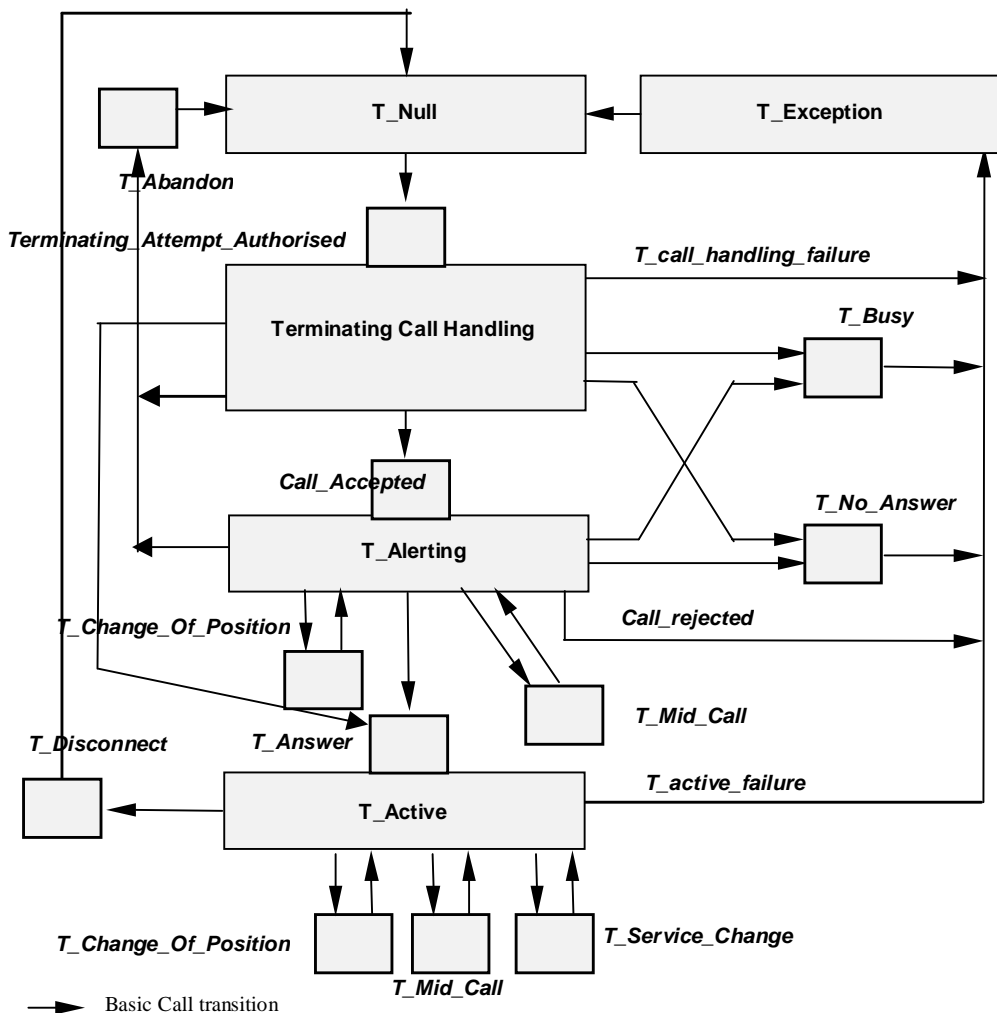 T_Null
T_Exception
T_Abandon
Terminating_Attempt_Authorised
T_call_handling_failure
T_Busy
Terminating Call Handling
Call_Accepted
T_No_Answer
T_Alerting
Call_rejected
T_Change_Of_Position
T_Mid_Call
T_Disconnect
T_Answer
T_active_failure
T_Active
T_Change_Of_Position
T_Service_Change
T_Mid_Call
Basic Call transition